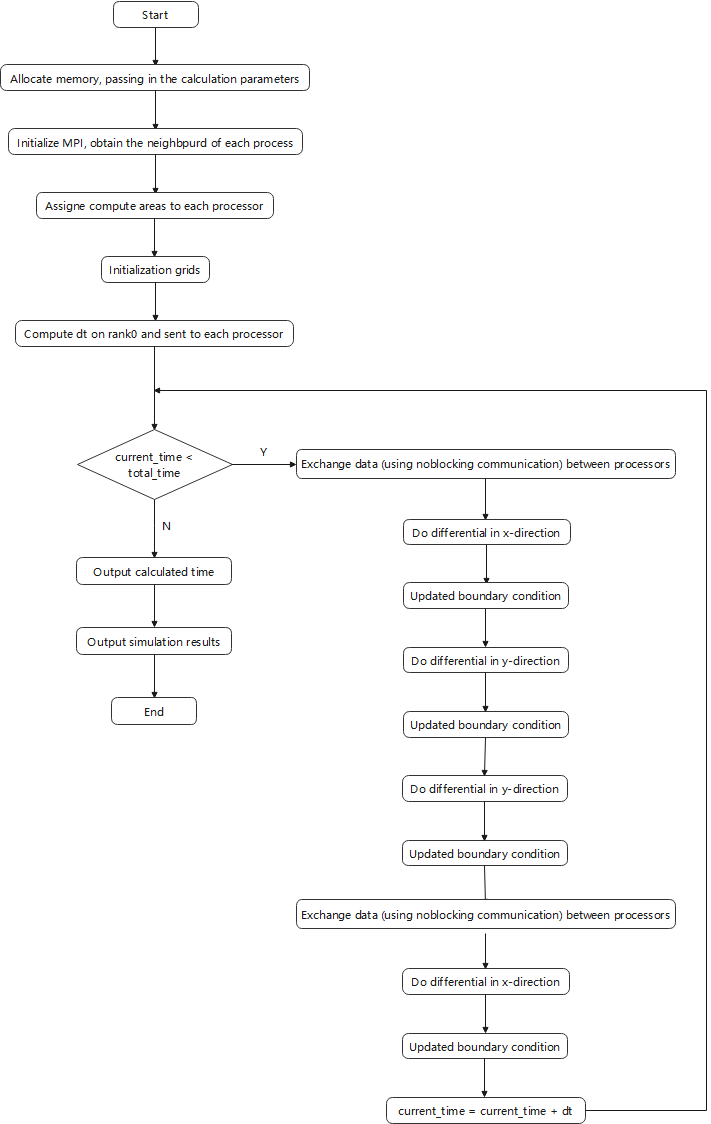 Start
Allocate memory, passing in the calculation parameters
Initialize MPI, obtain the neighbpurd of each process
Assigne compute areas to each processor
Initialization grids
Compute dt on rank0 and sent to each processor
current_time <
total_time
Y
N
Output calculated time
Output simulation results
End
Exchange data (using noblocking communication) between processors
Do differential in x-direction
Updated boundary condition
Do differential in y-direction
Updated boundary condition
Do differential in y-direction
Updated boundary condition
Exchange data (using noblocking communication) between processors
Do differential in x-direction
Updated boundary condition
current_time = current_time + dt